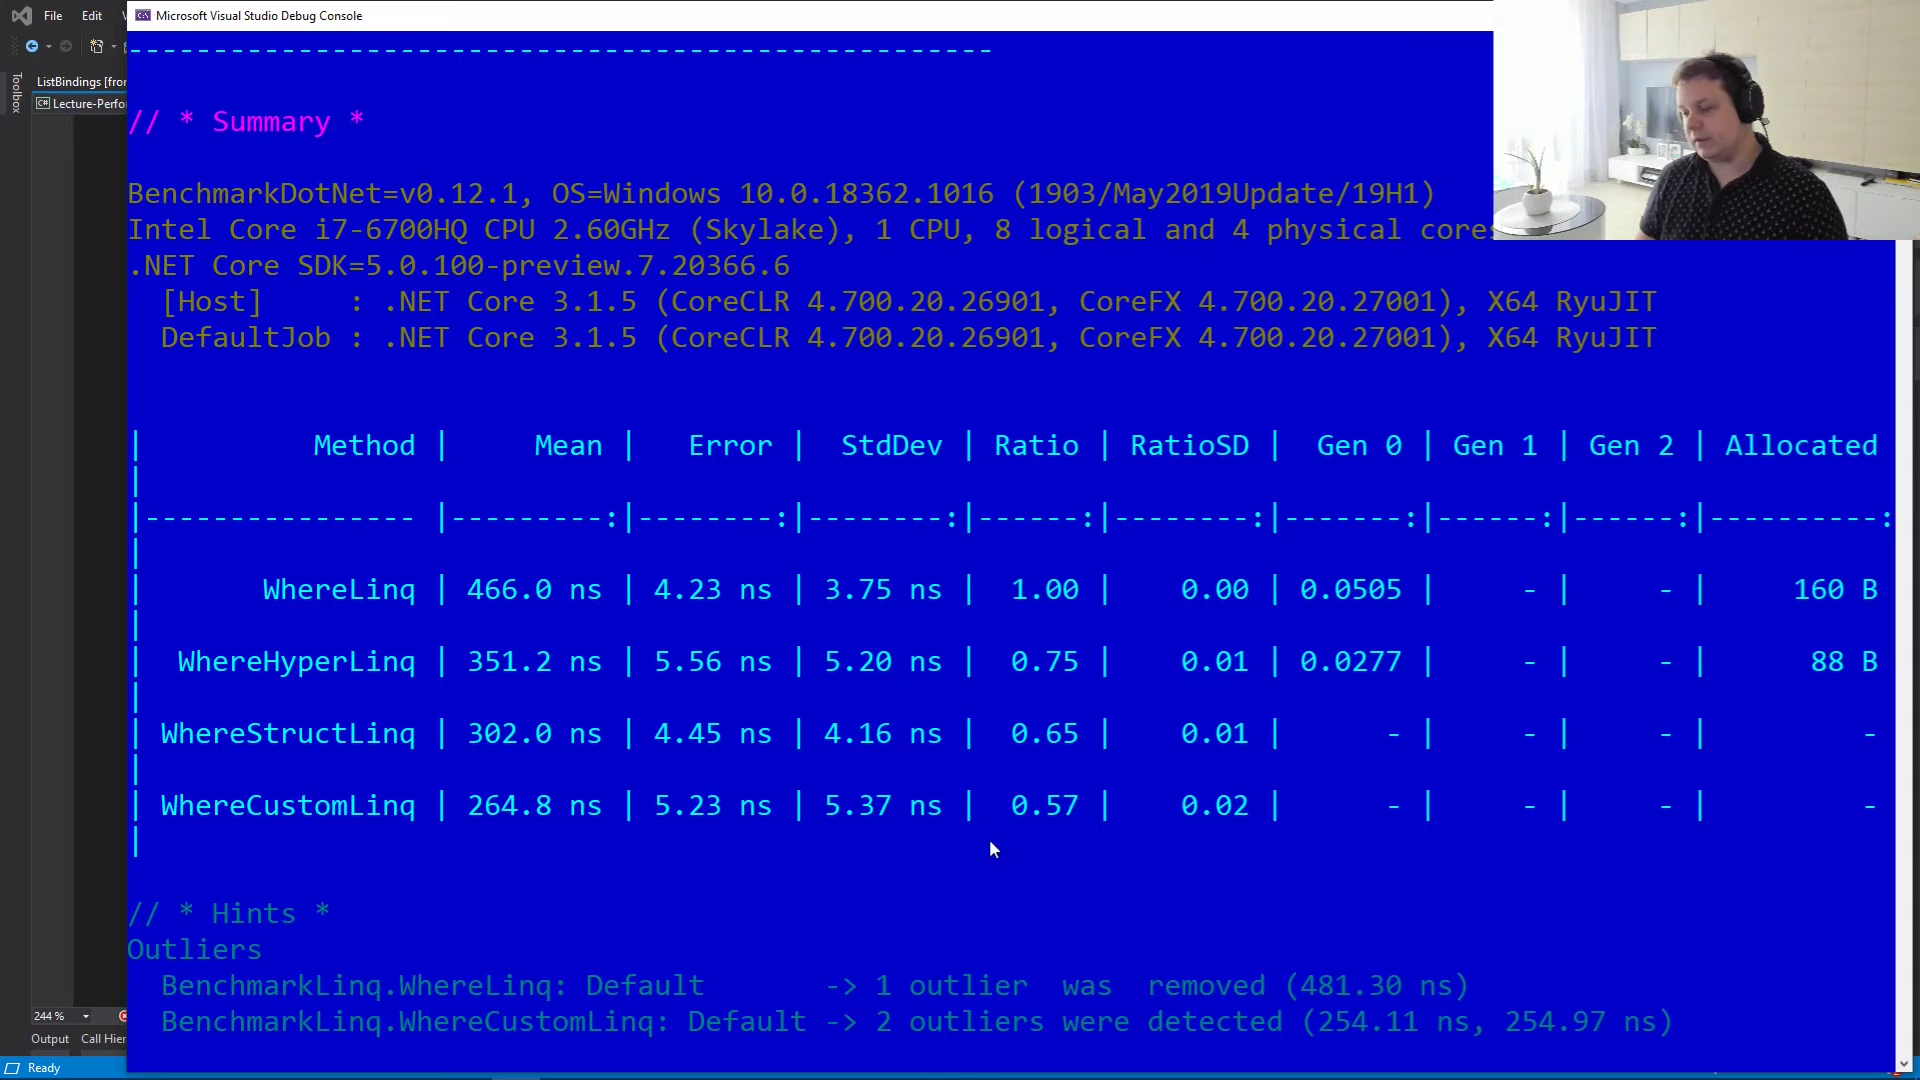 File Edit
Microsoft Visual Studio Debug Console
Toolbox
ListBindings [fror
C# Lecture-Perfo
---------------------------------------------------
// * Summary *
BenchmarkDotNet=v0.12.1, OS=Windows 10.0.18362.1016 (1903/May2019Update/19H1)
Intel Core i7-6700HQ CPU 2.60GHz (Skylake), 1 CPU, 8 logical and 4 physical cores
.NET Core SDK=5.0.100-preview.7.20366.6
[Host]     : .NET Core 3.1.5 (CoreCLR 4.700.20.26901, CoreFX 4.700.20.27001), X64 RyuJIT
DefaultJob : .NET Core 3.1.5 (CoreCLR 4.700.20.26901, CoreFX 4.700.20.27001), X64 RyuJIT
|          Method |     Mean |   Error |  StdDev | Ratio | RatioSD |  Gen 0 | Gen 1 | Gen 2 | Allocated
|
|---------------- |---------:|--------:|--------:|------:|--------:|-------:|------:|------:|----------:
|
|       WhereLinq | 466.0 ns | 4.23 ns | 3.75 ns |  1.00 |    0.00 | 0.0505 |     - |     - |     160 B
|
|  WhereHyperLinq | 351.2 ns | 5.56 ns | 5.20 ns |  0.75 |    0.01 | 0.0277 |     - |     - |      88 B
|
| WhereStructLinq | 302.0 ns | 4.45 ns | 4.16 ns |  0.65 |    0.01 |      - |     - |     - |         -
|
| WhereCustomLinq | 264.8 ns | 5.23 ns | 5.37 ns |  0.57 |    0.02 |      - |     - |     - |         -
|
// * Hints *
Outliers
BenchmarkLinq.WhereLinq: Default       -> 1 outlier  was  removed (481.30 ns)
BenchmarkLinq.WhereCustomLinq: Default -> 2 outliers were detected (254.11 ns, 254.97 ns)
244 %
Output Call Hier
Ready